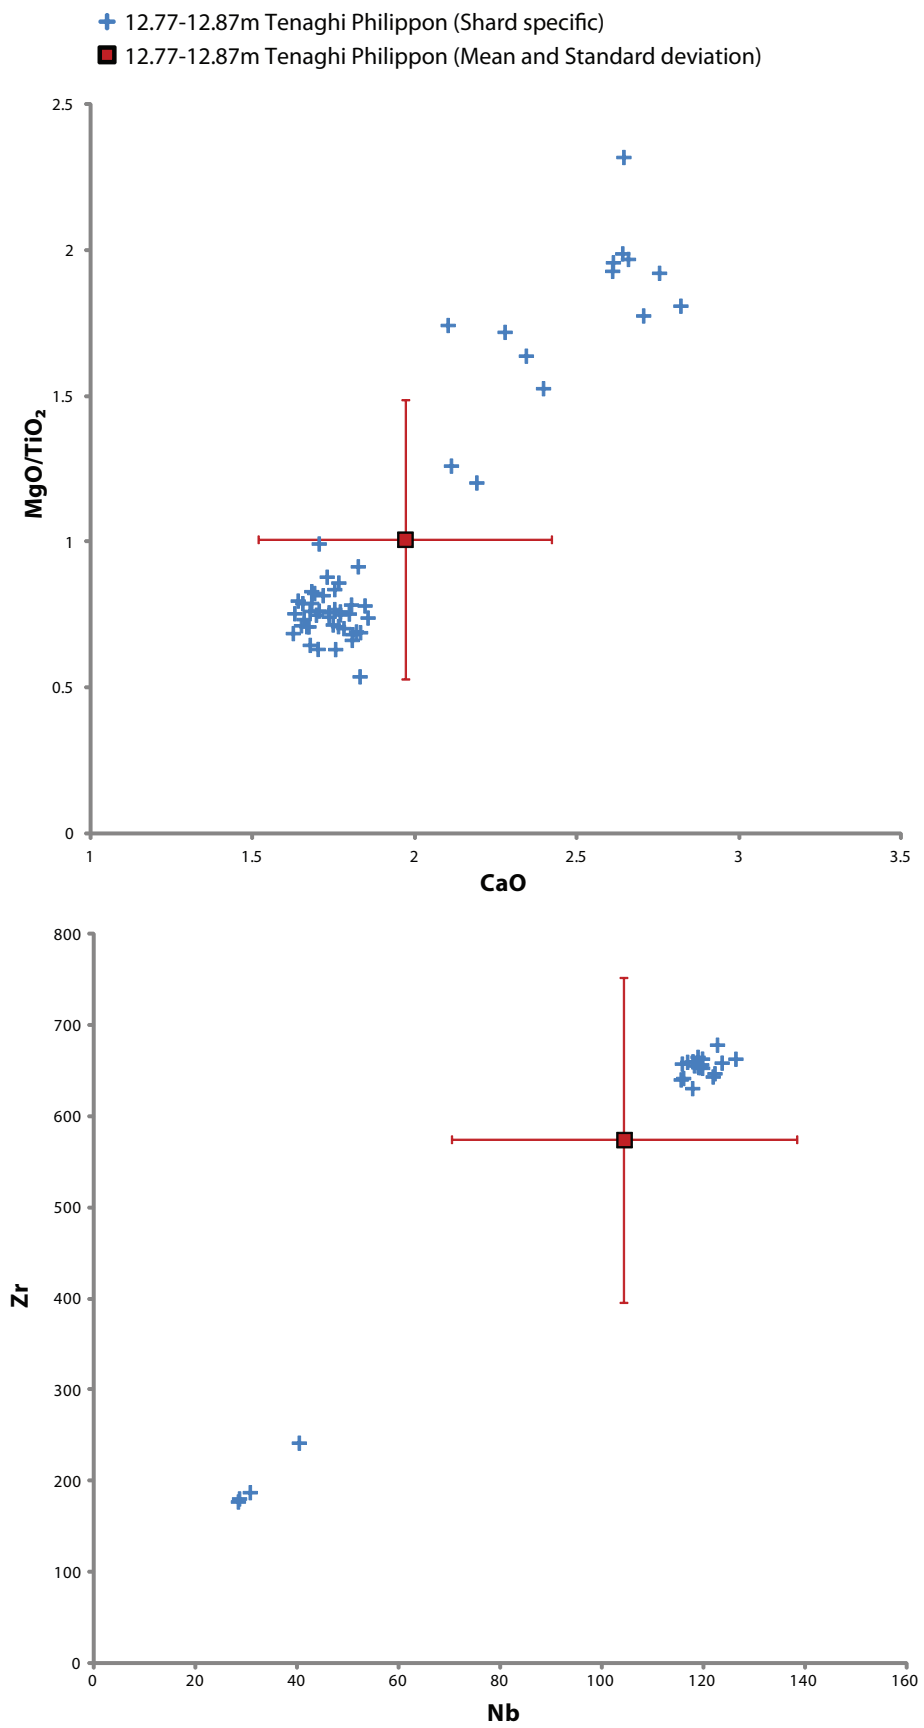 12.77-12.87m Tenaghi Philippon (Shard specific)
12.77-12.87m Tenaghi Philippon (Mean and Standard deviation)
2.5
2
1.5
1
0.5
0
MgO/TiO₂
1 1.5 2 2.5 3 3.5
CaO
800
700
600
500
400
300
200
100
0
Zr
0 20 40 60 80 100 120 140 160
Nb